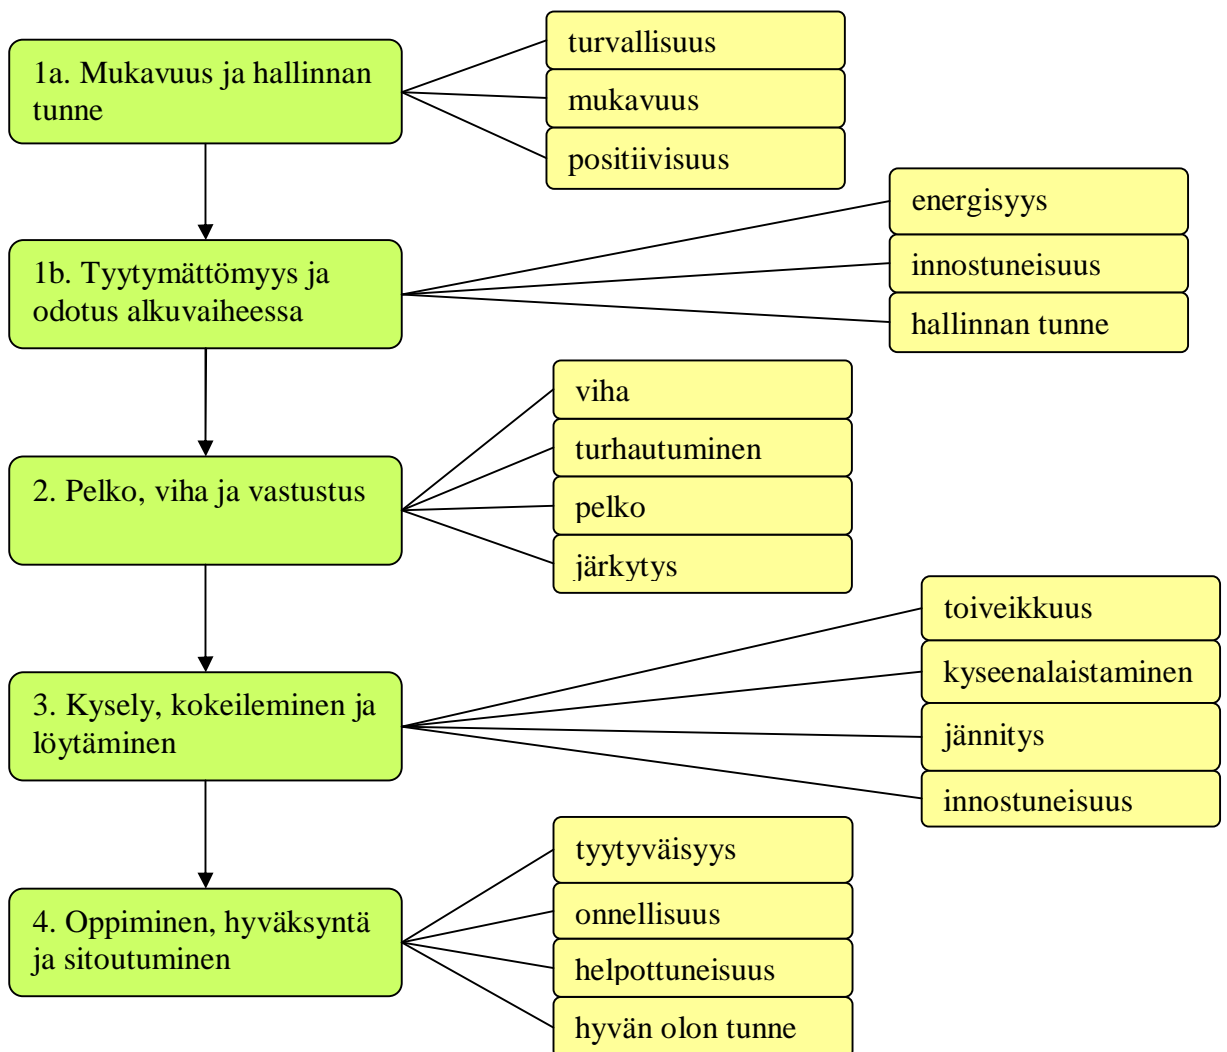 1a. Mukavuus ja hallinnan
tunne
turvallisuus
mukavuus
positiivisuus
1b. Tyytymättömyys ja
odotus alkuvaiheessa
energisyys
innostuneisuus
hallinnan tunne
2. Pelko, viha ja vastustus
viha
turhautuminen
pelko
järkytys
3. Kysely, kokeileminen ja
löytäminen
toiveikkuus
kyseenalaistaminen
jännitys
innostuneisuus
4. Oppiminen, hyväksyntä
ja sitoutuminen
tyytyväisyys
onnellisuus
helpottuneisuus
hyvän olon tunne